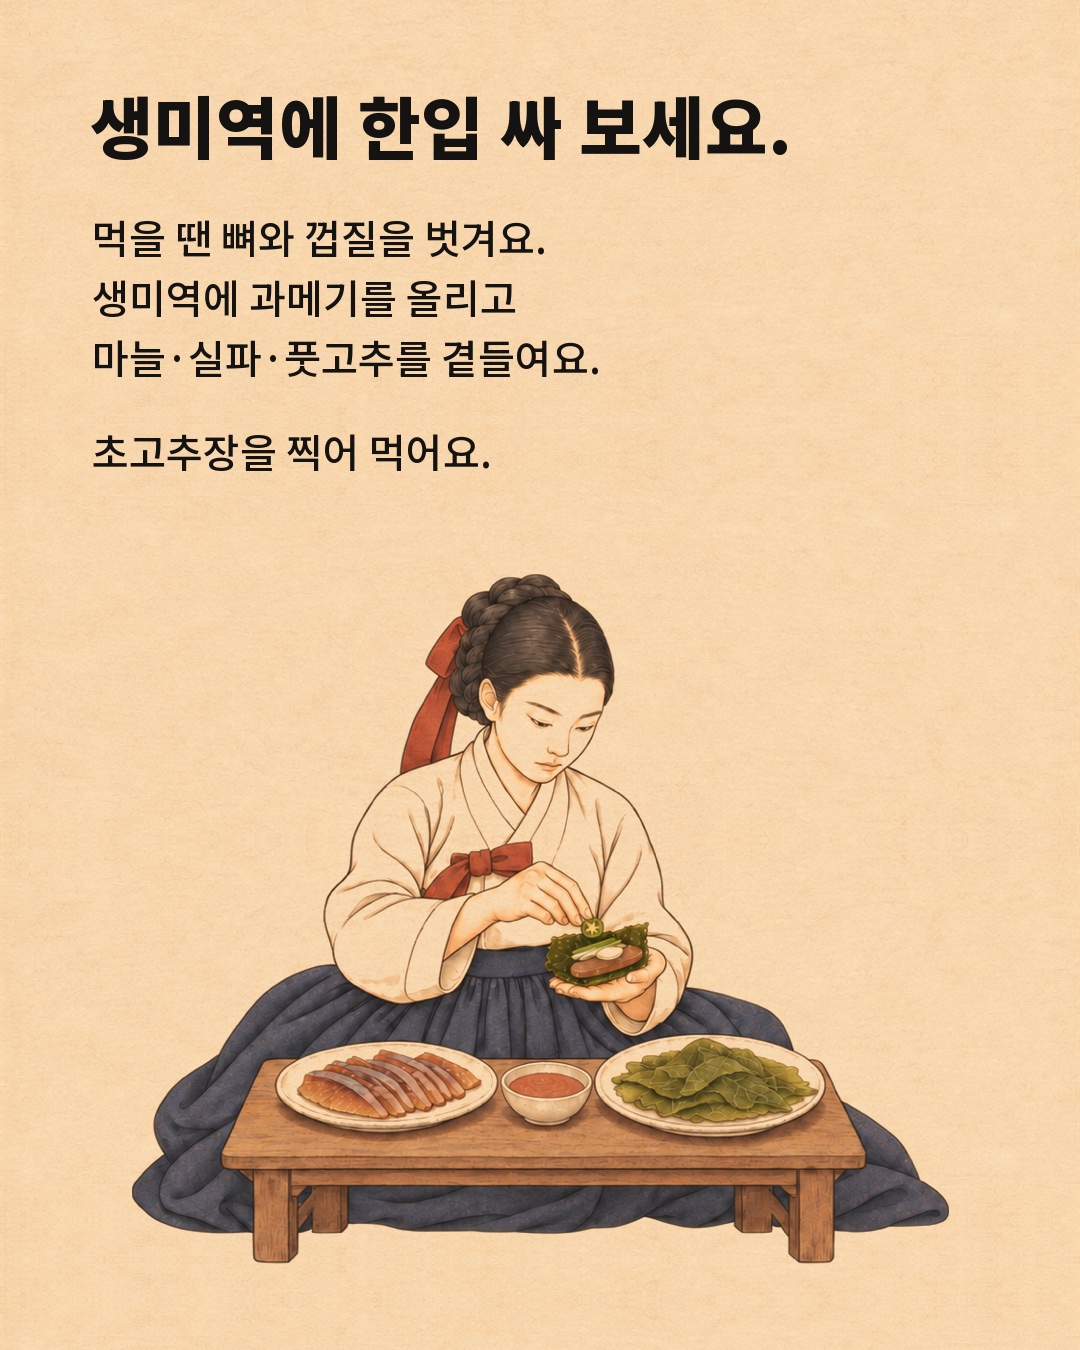 생미역에 한입 싸 보세요.
먹을 땐 뼈와 껍질을 벗겨요.
생미역에 과메기를 올리고
마늘·실파·풋고추를 곁들여요.
초고추장을 찍어 먹어요.